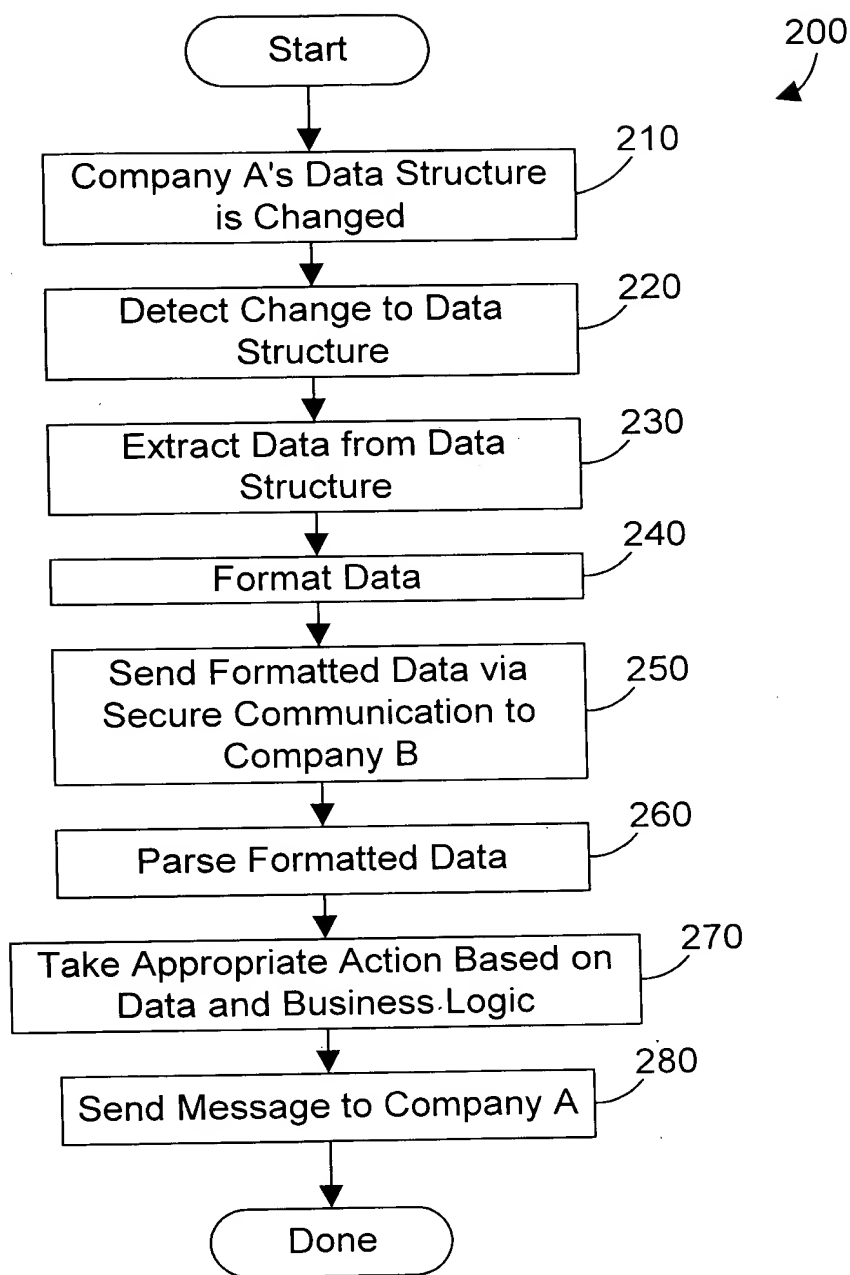 Start
200
210
Company A's Data Structure
is Changed
220
Detect Change to Data
Structure
230
Extract Data from Data
Structure
240
Format Data
250
Send Formatted Data via
Secure Communication to
Company B
260
Parse Formatted Data
270
Take Appropriate Action Based on
Data and Business Logic
280
Send Message to Company A
Done